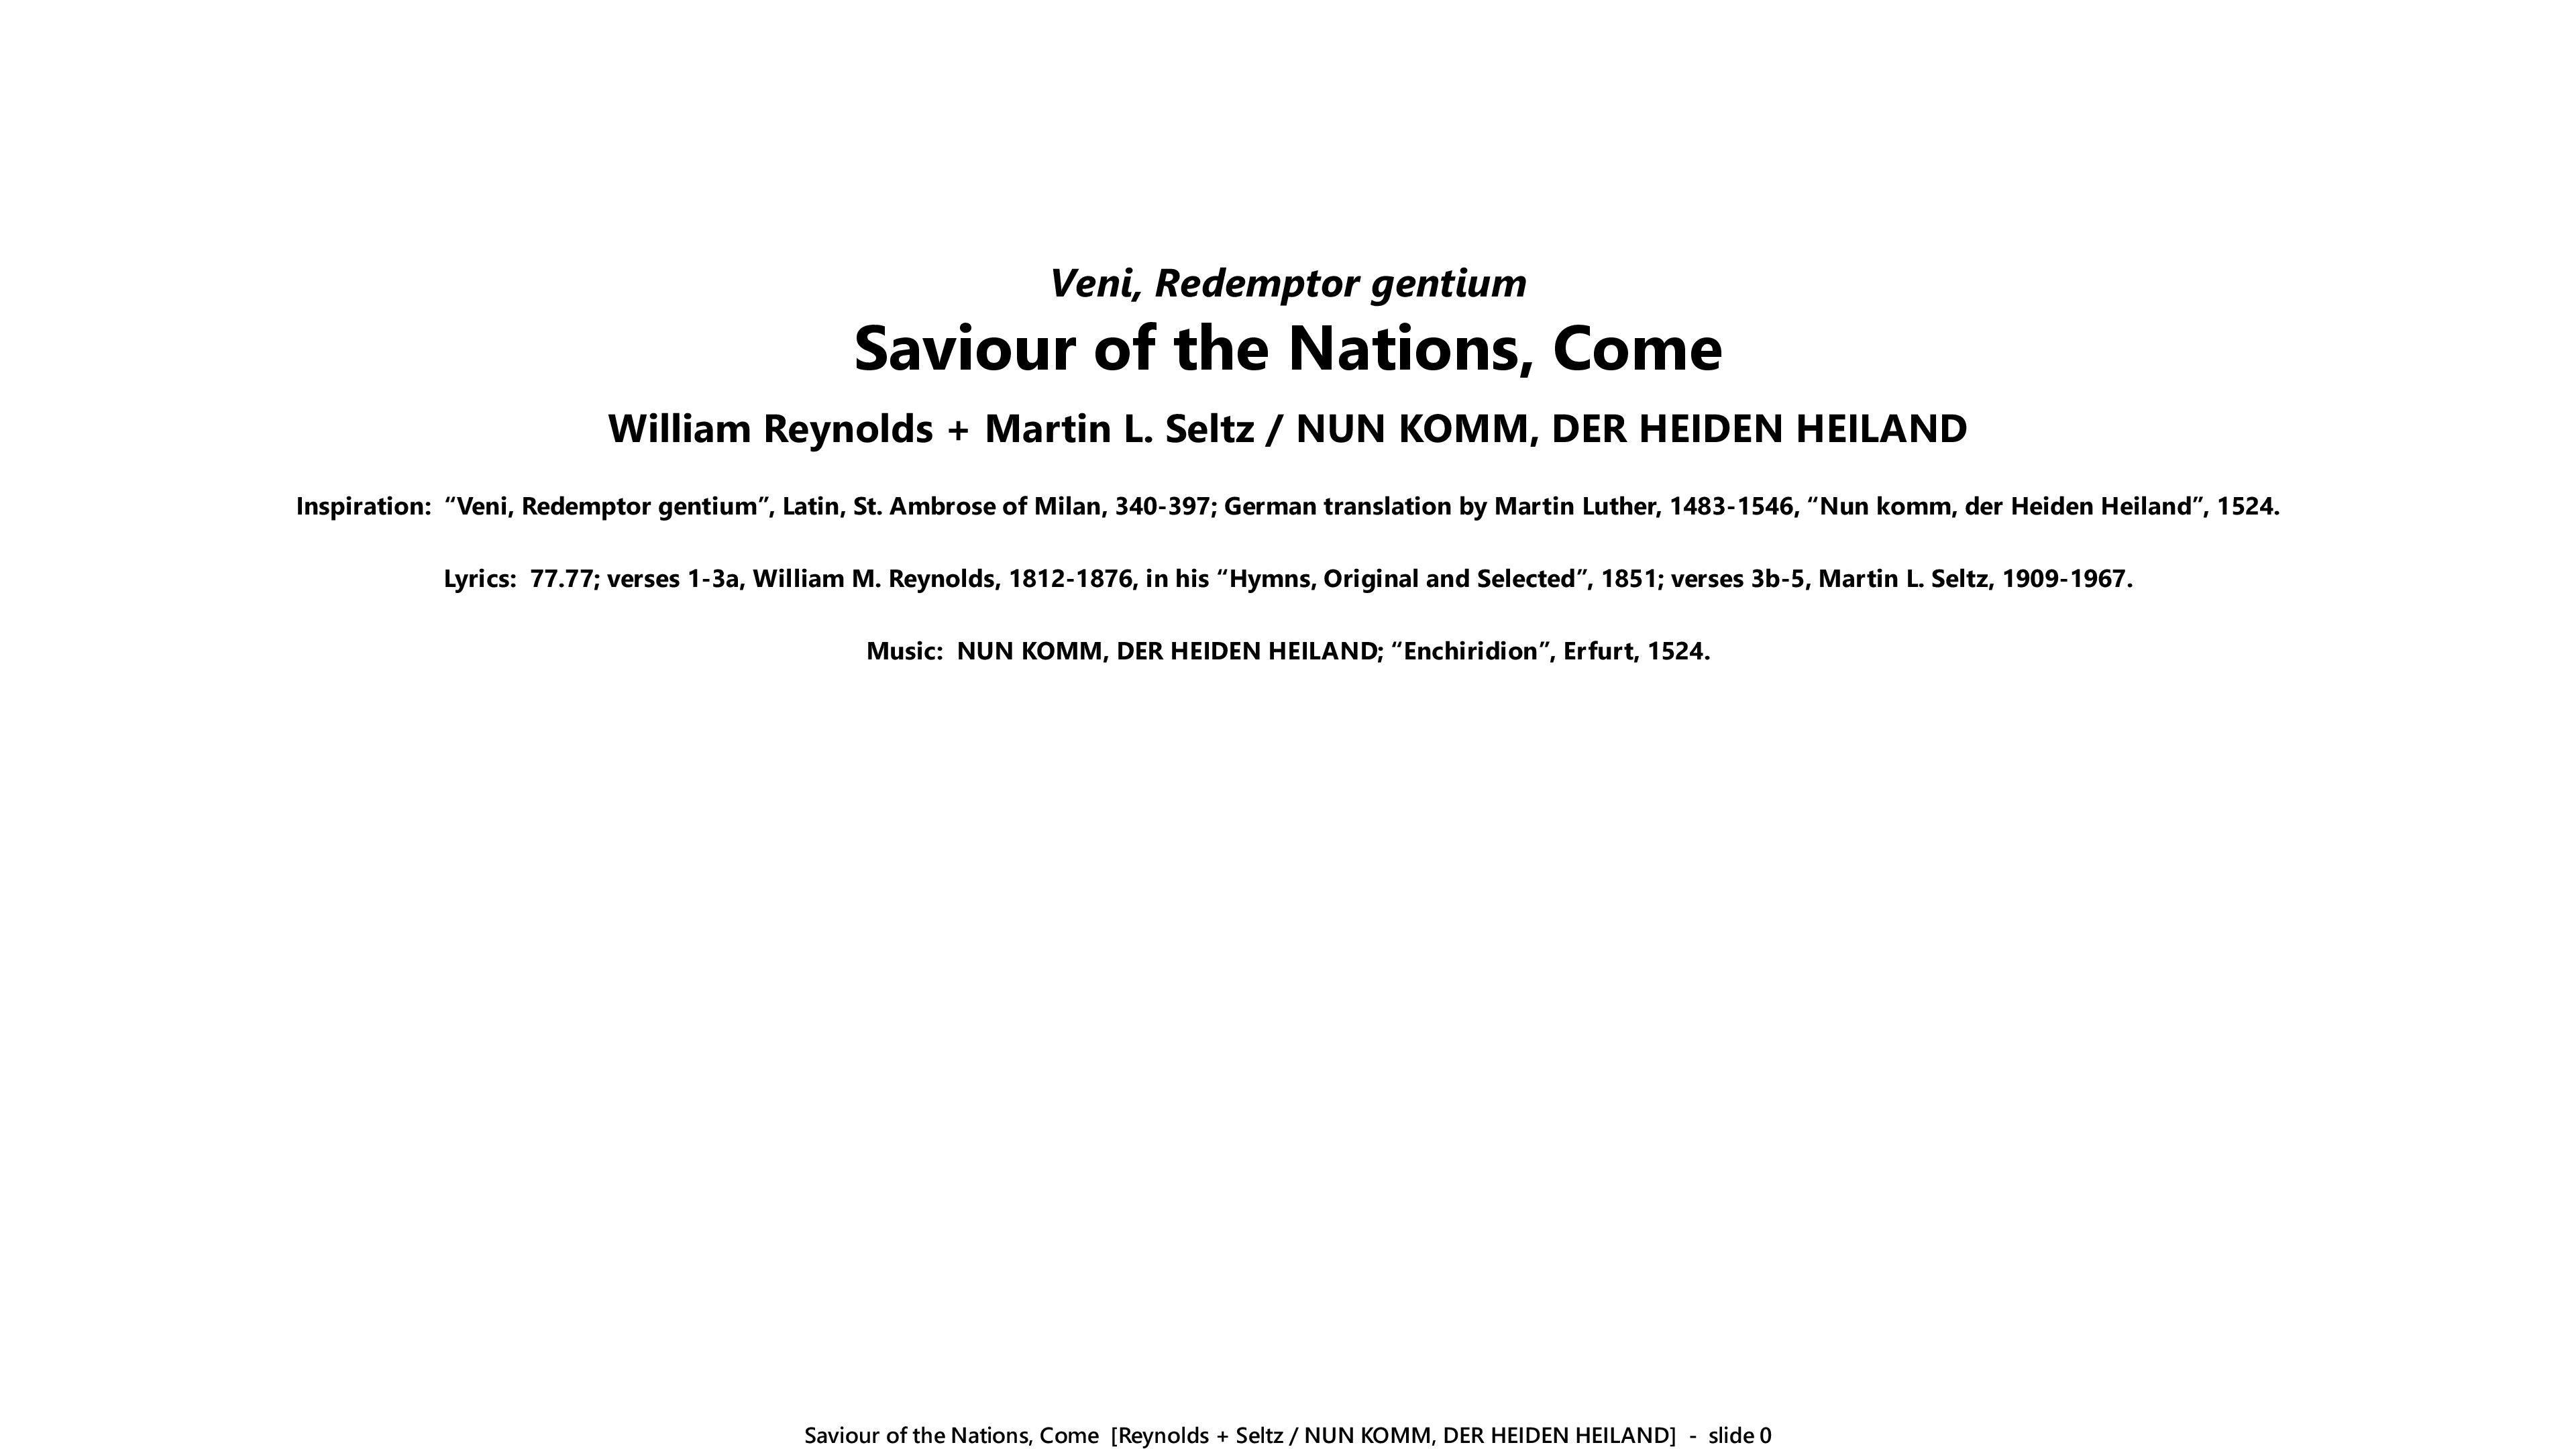 Veni, Redemptor gentium
Saviour of the Nations, Come
William Reynolds + Martin L. Seltz / NUN KOMM, DER HEIDEN HEILAND
Inspiration:  “Veni, Redemptor gentium”, Latin, St. Ambrose of Milan, 340-397; German translation by Martin Luther, 1483-1546, “Nun komm, der Heiden Heiland”, 1524.
Lyrics:  77.77; verses 1-3a, William M. Reynolds, 1812-1876, in his “Hymns, Original and Selected”, 1851; verses 3b-5, Martin L. Seltz, 1909-1967.
Music:  NUN KOMM, DER HEIDEN HEILAND; “Enchiridion”, Erfurt, 1524.
Saviour of the Nations, Come  [Reynolds + Seltz / NUN KOMM, DER HEIDEN HEILAND]  -  slide 0